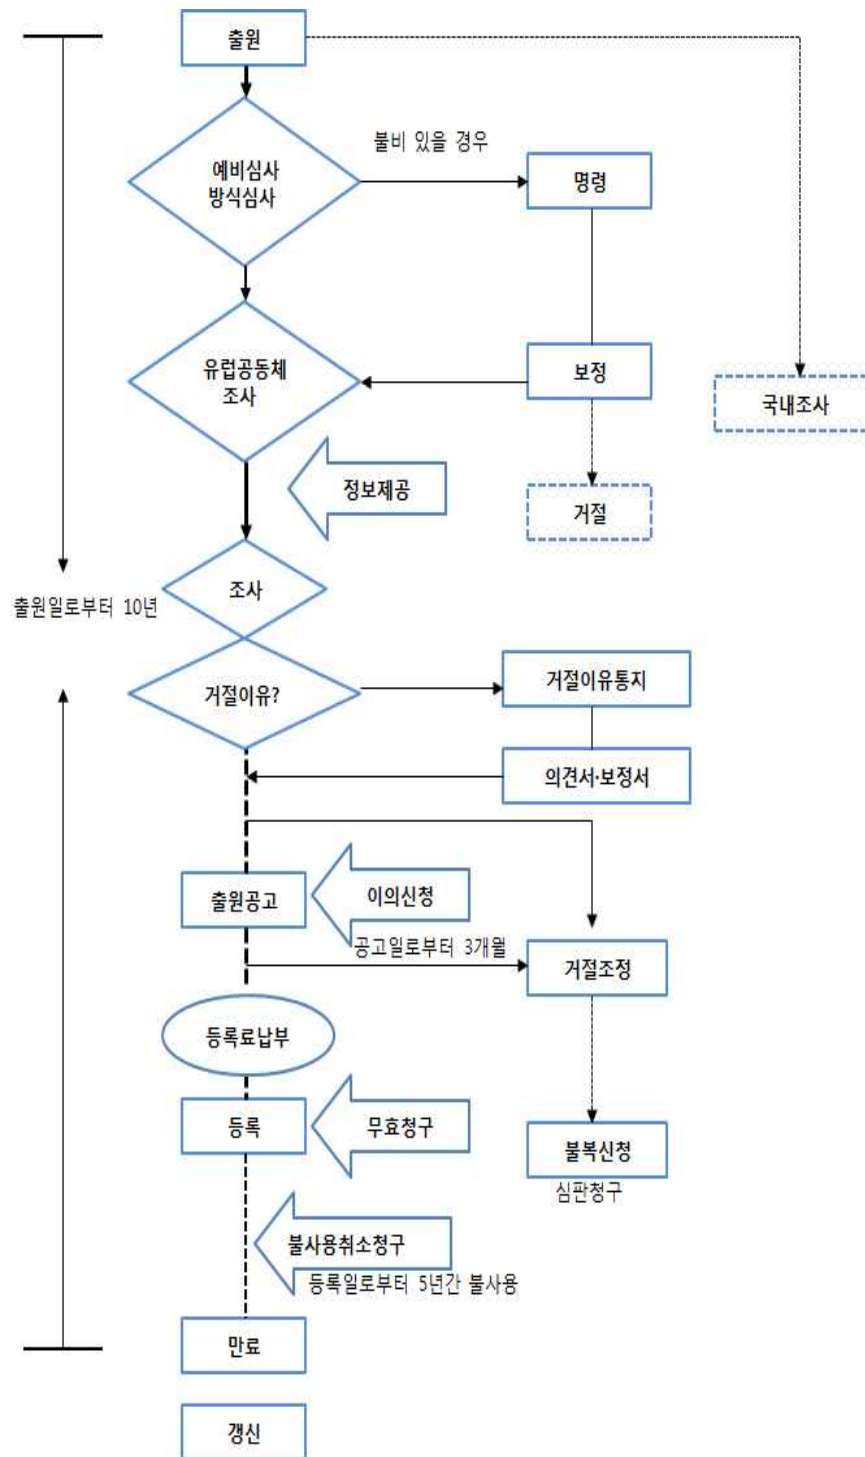 출원
불비 있을 경우
예비심사
방식심사
명령
유럽공동체
조사
보정
국내조사
정보제공
거절
조사
출원일로부터 10년
거절이유?
거절이유통지
의견서·보정서
출원공고
이의신청
공고일로부터 3개월
거절조정
등록료납부
등록
무효청구
불복신청
심판청구
불사용취소청구
등록일로부터 5년간 불사용
만료
갱신